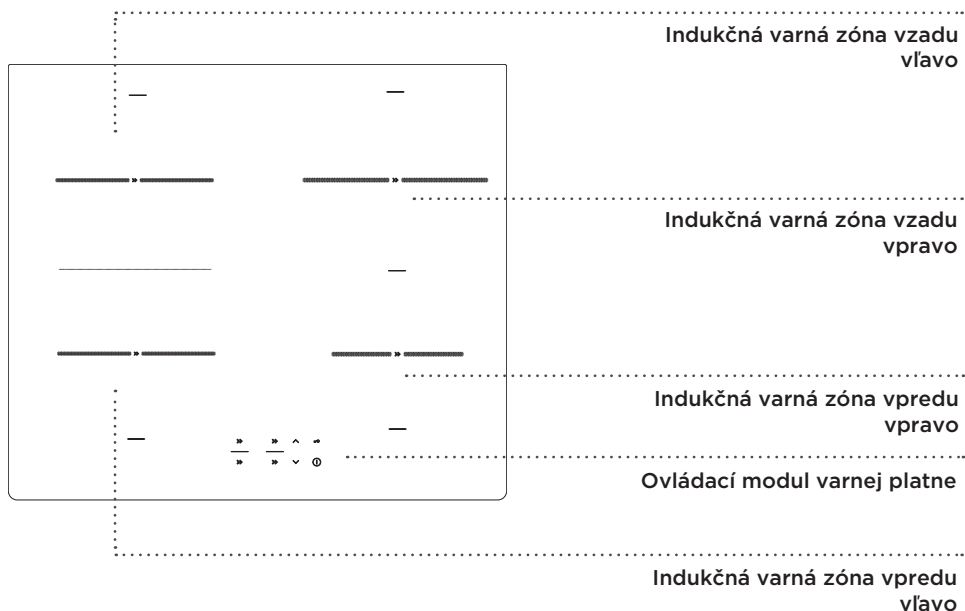 Indukčná varná zóna vzadu
vľavo
Indukčná varná zóna vzadu
vpravo
Indukčná varná zóna vpredu
vpravo
Ovládací modul varnej platne
Indukčná varná zóna vpredu
vľavo